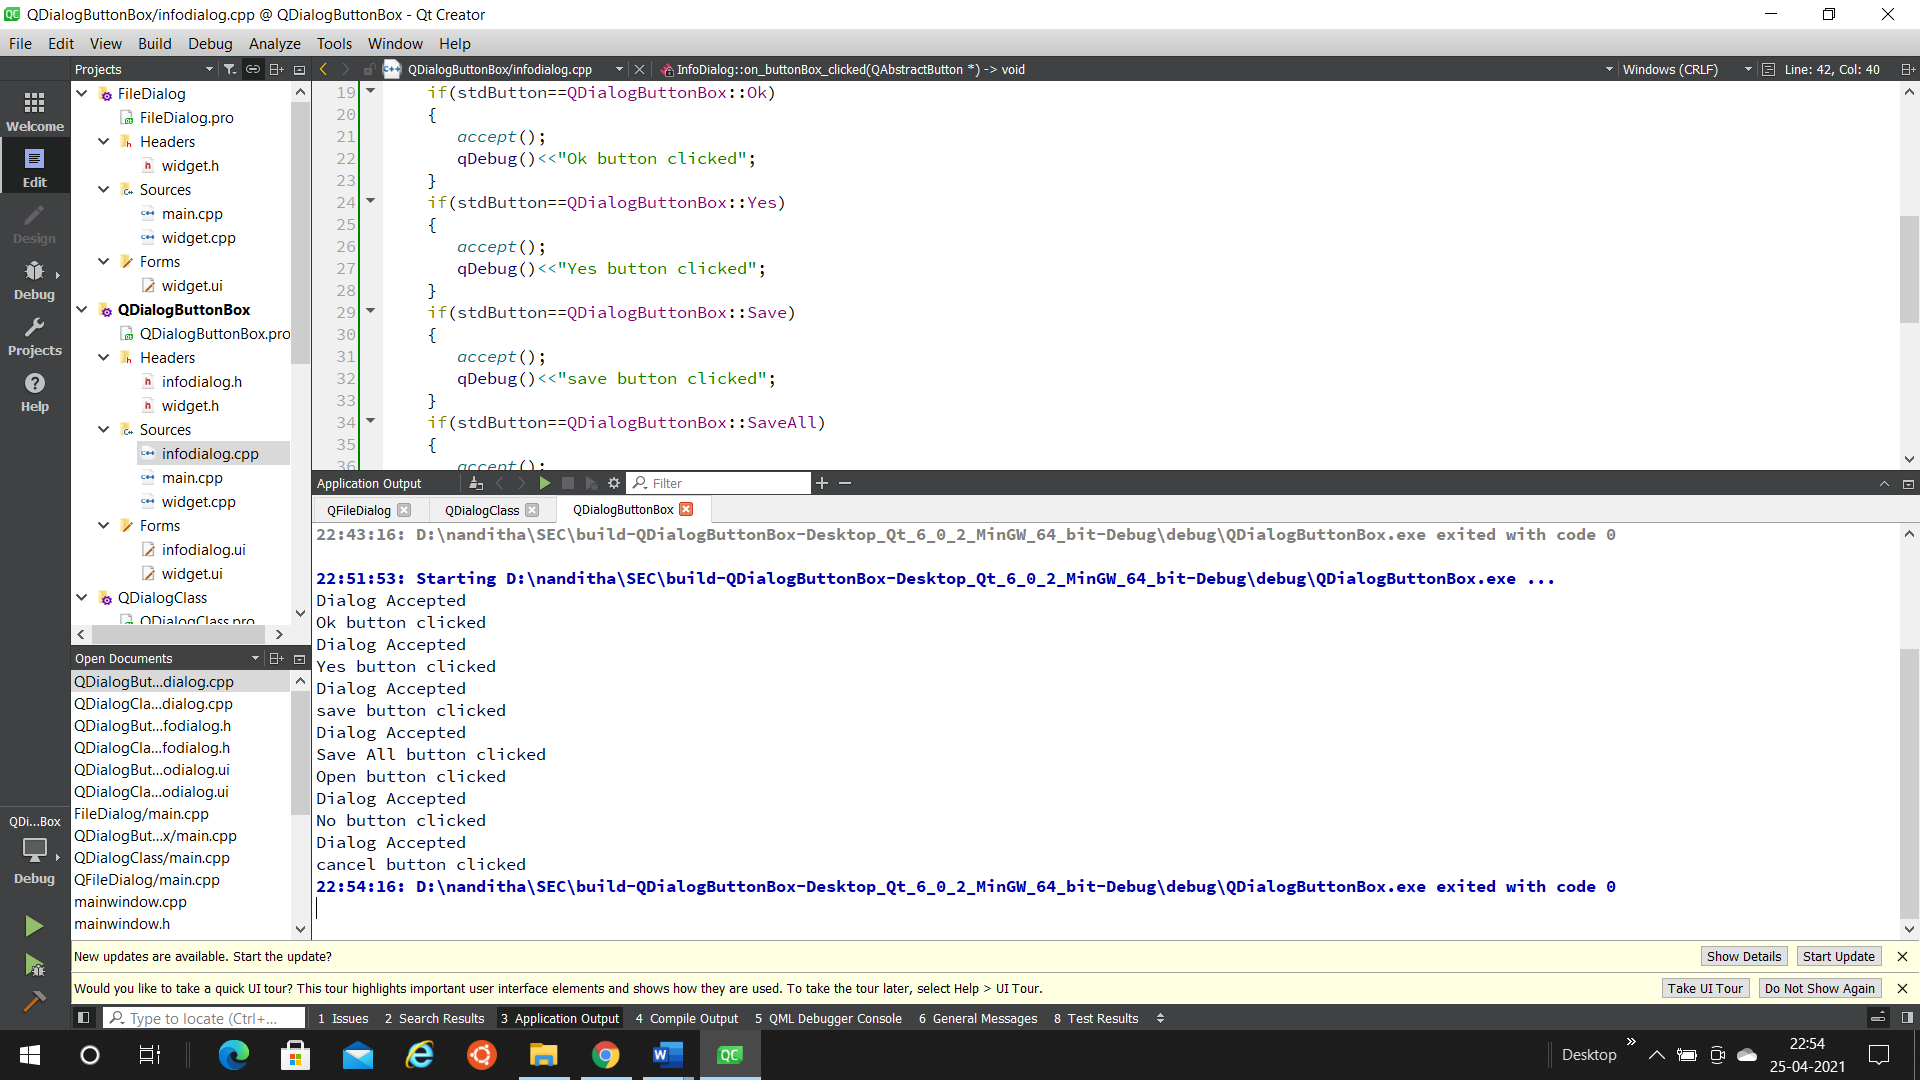 QDialogButtonBox/infodialog.cpp @ QDialogButtonBox - Qt Creator
File Edit View Build Debug Analyze Tools Window Help
Projects
QDialogButtonBox/infodialog.cpp
InfoDialog::on_buttonBox_clicked(QAbstractButton *) -> void
Windows (CRLF)
Line: 42, Col: 40
Welcome
Edit
Design
Debug
Projects
Help
FileDialog
FileDialog.pro
Headers
widget.h
Sources
main.cpp
widget.cpp
Forms
widget.ui
QDialogButtonBox
QDialogButtonBox.pro
Headers
infodialog.h
widget.h
Sources
infodialog.cpp
main.cpp
widget.cpp
Forms
infodialog.ui
widget.ui
QDialogClass
QDialogClass.pro
19 if(stdButton==QDialogButtonBox::Ok)
20 {
21 accept();
22 qDebug()<<"Ok button clicked";
23 }
24 if(stdButton==QDialogButtonBox::Yes)
25 {
26 accept();
27 qDebug()<<"Yes button clicked";
28 }
29 if(stdButton==QDialogButtonBox::Save)
30 {
31 accept();
32 qDebug()<<"save button clicked";
33 }
34 if(stdButton==QDialogButtonBox::SaveAll)
35 {
36 accept();
Application Output
Filter
QFileDialog QDialogClass QDialogButtonBox
22:43:16: D:\nanditha\SEC\build-QDialogButtonBox-Desktop_Qt_6_0_2_MinGW_64_bit-Debug\debug\QDialogButtonBox.exe exited with code 0
22:51:53: Starting D:\nanditha\SEC\build-QDialogButtonBox-Desktop_Qt_6_0_2_MinGW_64_bit-Debug\debug\QDialogButtonBox.exe ...
Dialog Accepted
Ok button clicked
Dialog Accepted
Yes button clicked
Dialog Accepted
save button clicked
Dialog Accepted
Save All button clicked
Open button clicked
Dialog Accepted
No button clicked
Dialog Accepted
cancel button clicked
22:54:16: D:\nanditha\SEC\build-QDialogButtonBox-Desktop_Qt_6_0_2_MinGW_64_bit-Debug\debug\QDialogButtonBox.exe exited with code 0
Open Documents
QDialogBut...dialog.cpp
QDialogCla...dialog.cpp
QDialogBut...fodialog.h
QDialogCla...fodialog.h
QDialogBut...odialog.ui
QDialogCla...odialog.ui
FileDialog/main.cpp
QDialogBut...x/main.cpp
QDialogClass/main.cpp
QFileDialog/main.cpp
mainwindow.cpp
mainwindow.h
QDi...Box
Debug
New updates are available. Start the update?
Show Details
Start Update
Would you like to take a quick UI tour? This tour highlights important user interface elements and shows how they are used. To take the tour later, select Help > UI Tour.
Take UI Tour
Do Not Show Again
Type to locate (Ctrl+...
1 Issues 2 Search Results 3 Application Output 4 Compile Output 5 QML Debugger Console 6 General Messages 8 Test Results
Desktop
22:54
25-04-2021